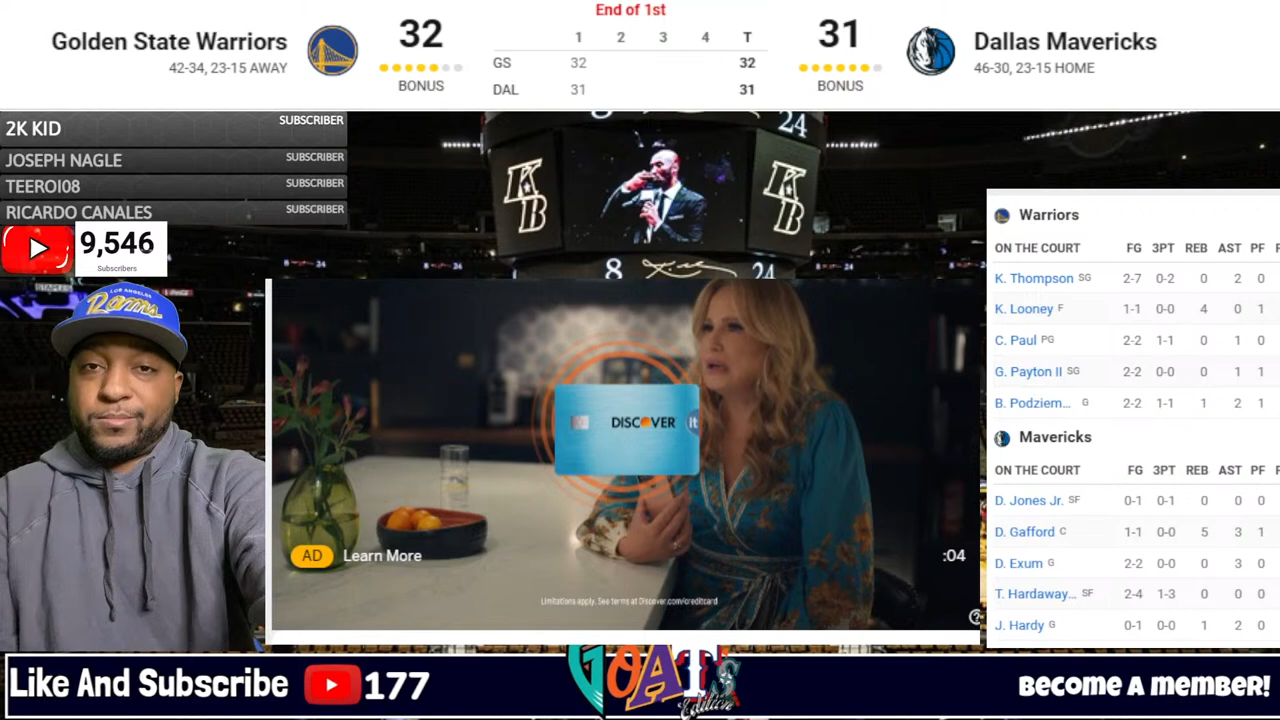 End of 1st
Golden State Warriors
42-34, 23-15 AWAY
32
BONUS
1 2 3 4 T
GS 32 32
DAL 31 31
31
BONUS
Dallas Mavericks
46-30, 23-15 HOME
2K KID SUBSCRIBER
JOSEPH NAGLE SUBSCRIBER
TEEROI08 SUBSCRIBER
RICARDO CANALES SUBSCRIBER
9,546
Subscribers
24
KB
KB
8 24
LOS ANGELES
Rams
DISCOVER it
AD Learn More :04
Limitations apply. See terms at Discover.com/creditcard
Warriors
ON THE COURT FG 3PT REB AST PF
K. Thompson SG 2-7 0-2 0 2 0
K. Looney F 1-1 0-0 4 0 1
C. Paul PG 2-2 1-1 0 1 0
G. Payton II SG 2-2 0-0 0 1 1
B. Podziem... G 2-2 1-1 1 2 1
Mavericks
ON THE COURT FG 3PT REB AST PF
D. Jones Jr. SF 0-1 0-1 0 0 0
D. Gafford C 1-1 0-0 5 3 1
D. Exum G 2-2 0-0 0 3 0
T. Hardaway... SF 2-4 1-3 0 0 0
J. Hardy G 0-1 0-0 1 2 0
Like And Subscribe 177
GOATS
Edition
BECOME A MEMBER!